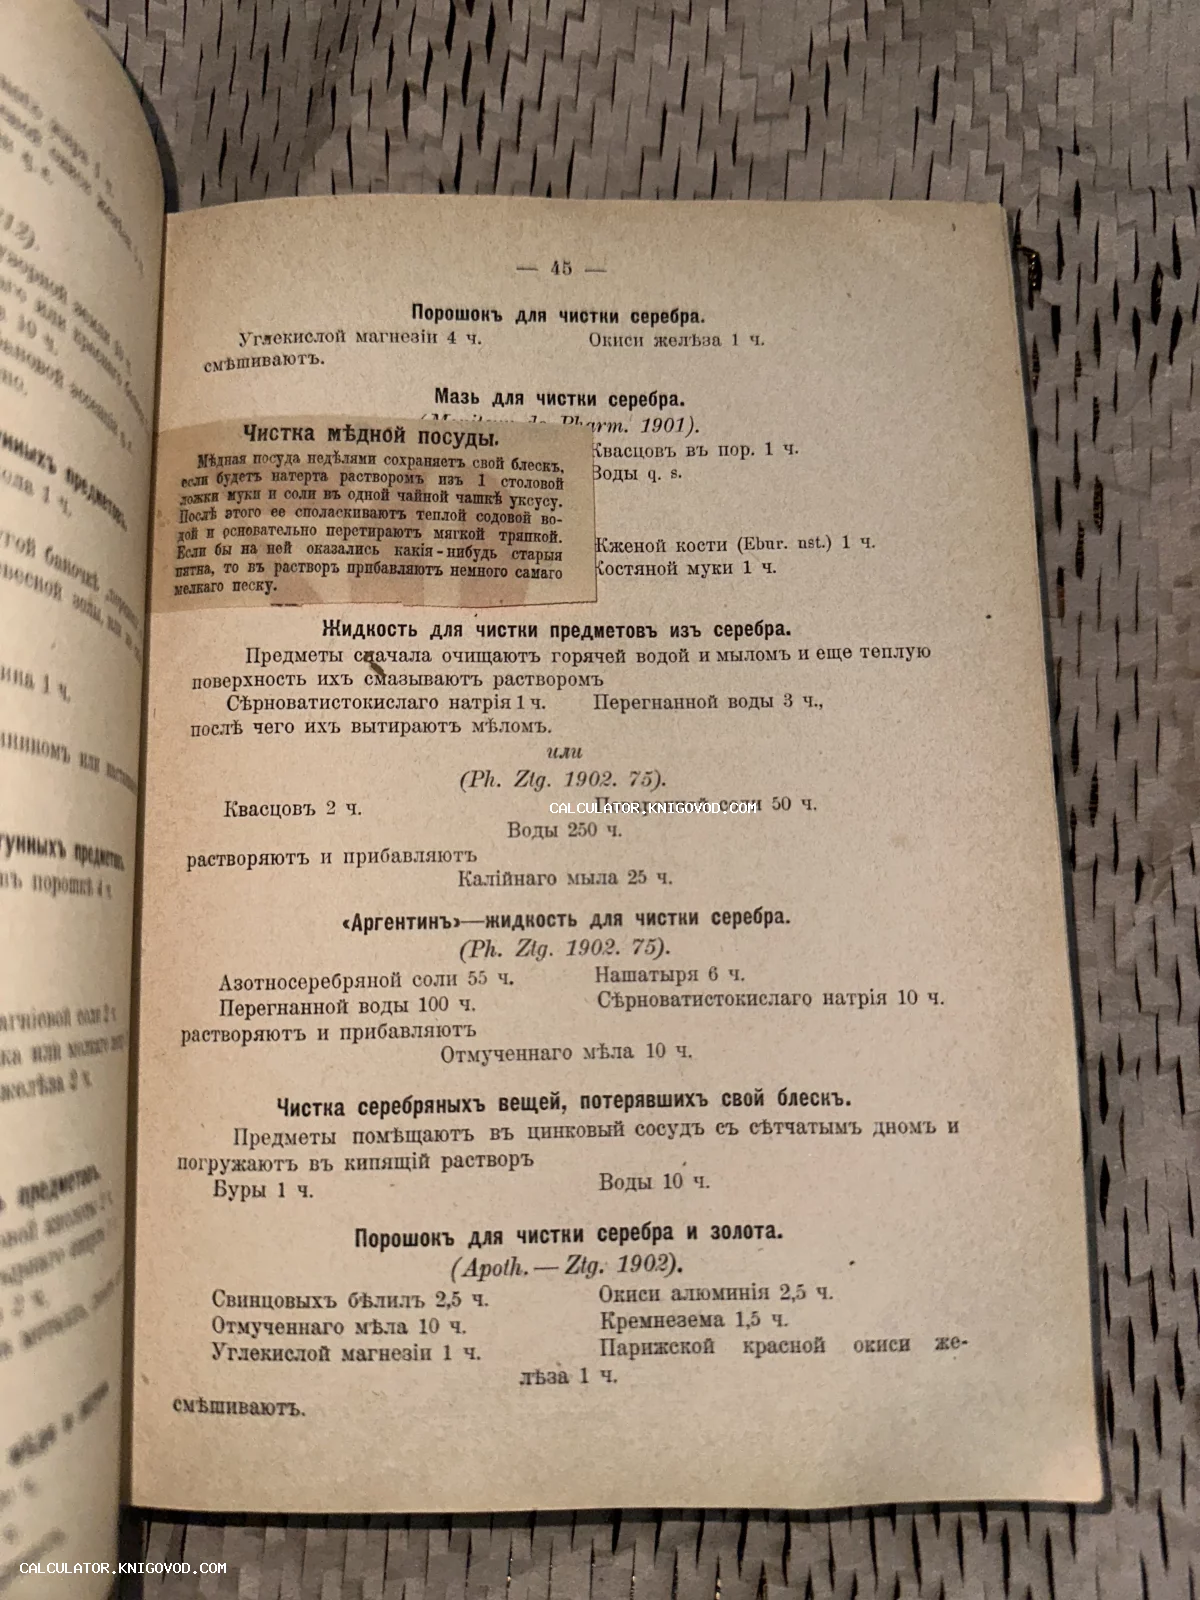 — 45 —
Порошокъ для чистки серебра.
Углекислой магнезіи 4 ч. Окиси желѣза 1 ч.
смѣшиваютъ.
Мазь для чистки серебра.
Pharm. 1901).
Квасцовъ въ пор. 1 ч.
Воды q. s.
Жженой кости (Ebur. ust.) 1 ч.
Костяной муки 1 ч.
Чистка мѣдной посуды.
Мѣдная посуда недѣлями сохраняетъ свой блескъ,
если будетъ натерта растворомъ изъ 1 столовой
ложки муки и соли въ одной чайной чашкѣ уксусу.
Послѣ этого ее споласкиваютъ теплой содовой во-
дой и основательно перетираютъ мягкой тряпкой.
Если бы на ней оказались какія-нибудь старыя
пятна, то въ растворъ прибавляютъ немного самаго
мелкаго песку.
Жидкость для чистки предметовъ изъ серебра.
Предметы сначала очищаютъ горячей водой и мыломъ и еще теплую
поверхность ихъ смазываютъ растворомъ
Сѣрноватистокислаго натрія 1 ч. Перегнанной воды 3 ч.,
послѣ чего ихъ вытираютъ мѣломъ.
или
(Ph. Ztg. 1902. 75).
Квасцовъ 2 ч. соли 50 ч.
CALCULATOR.KNIGOVOD.COM
Воды 250 ч.
растворяютъ и прибавляютъ
Калійнаго мыла 25 ч.
«Аргентинъ»—жидкость для чистки серебра.
(Ph. Ztg. 1902. 75).
Азотносеребряной соли 55 ч. Нашатыря 6 ч.
Перегнанной воды 100 ч. Сѣрноватистокислаго натрія 10 ч.
растворяютъ и прибавляютъ
Отмученнаго мѣла 10 ч.
Чистка серебряныхъ вещей, потерявшихъ свой блескъ.
Предметы помѣщаютъ въ цинковый сосудъ съ сѣтчатымъ дномъ и
погружаютъ въ кипящій растворъ
Буры 1 ч. Воды 10 ч.
Порошокъ для чистки серебра и золота.
(Apoth. — Ztg. 1902).
Свинцовыхъ бѣлилъ 2,5 ч. Окиси алюминія 2,5 ч.
Отмученнаго мѣла 10 ч. Кремнезема 1,5 ч.
Углекислой магнезіи 1 ч. Парижской красной окиси же-
лѣза 1 ч.
смѣшиваютъ.
CALCULATOR.KNIGOVOD.COM